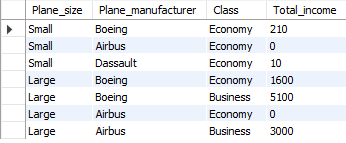 Plane_size Plane_manufacturer Class Total_income
Small Boeing Economy 210
Small Airbus Economy 0
Small Dassault Economy 10
Large Boeing Economy 1600
Large Boeing Business 5100
Large Airbus Economy 0
Large Airbus Business 3000